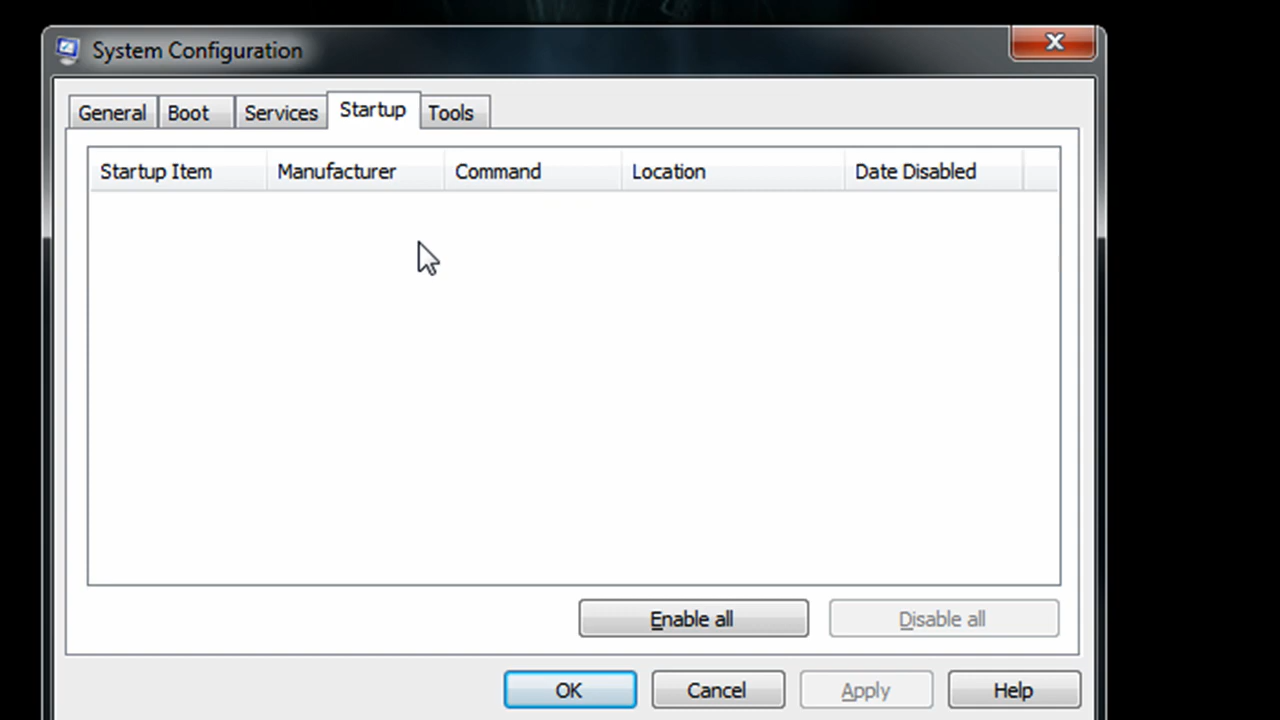 System Configuration
General Boot Services Startup Tools
Startup Item Manufacturer Command Location Date Disabled
Enable all Disable all
OK Cancel Apply Help